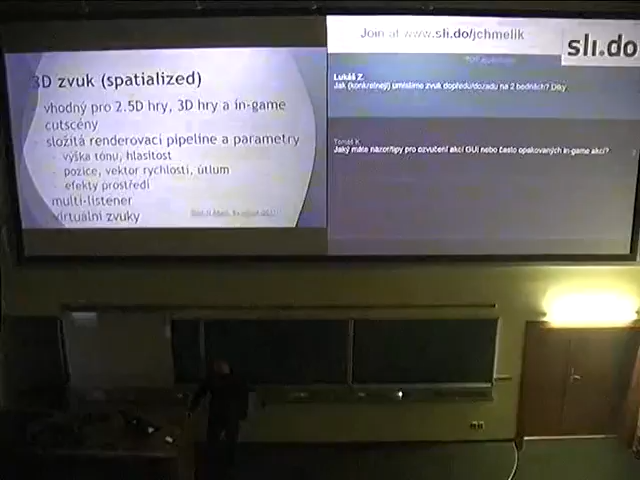 3D zvuk (spatialized)
vhodný pro 2.5D hry, 3D hry a in-game
cutscény
složitá renderovací pipeline a parametry
výška tónu, hlasitost
pozice, vektor rychlosti, útlum
efekty prostředí
multi-listener
virtuální zvuky
Join at www.sli.do/jchmelik
sli.do
Lukáš Z.
Jak (konkrétněj) umístíme zvuk dopředu/dozadu na 2 bednách? Díky
Tomáš K.
Jaký máte názor/tipy pro ozvučení akcí GUI nebo často opakovaných in-game akcí?